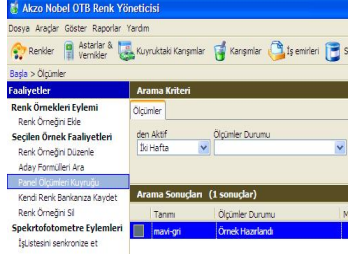 Akzo Nobel OTB Renk Yöneticisi
Dosya Araçlar Göster Raporlar Yardım
Renkler Astarlar & Vernikler Kuyruktaki Karışımlar Karışımlar İş emirleri S
Başla > Ölçümler
Faaliyetler
Renk Örnekleri Eylemi
Renk Örneğini Ekle
Seçilen Örnek Faaliyetleri
Renk Örneğini Düzenle
Aday Formülleri Ara
Panel Ölçümleri Kuyruğu
Kendi Renk Bankanıza Kaydet
Renk Örneğini Sil
Spekrtofotometre Eylemleri
İşListesini senkronize et
Arama Kriteri
Ölçümler
den Aktif Ölçümler Durumu
İki Hafta
Arama Sonuçları (1 sonuçlar)
Tanımı Ölçümler Durumu M
mavi-gri Örnek Hazırlandı